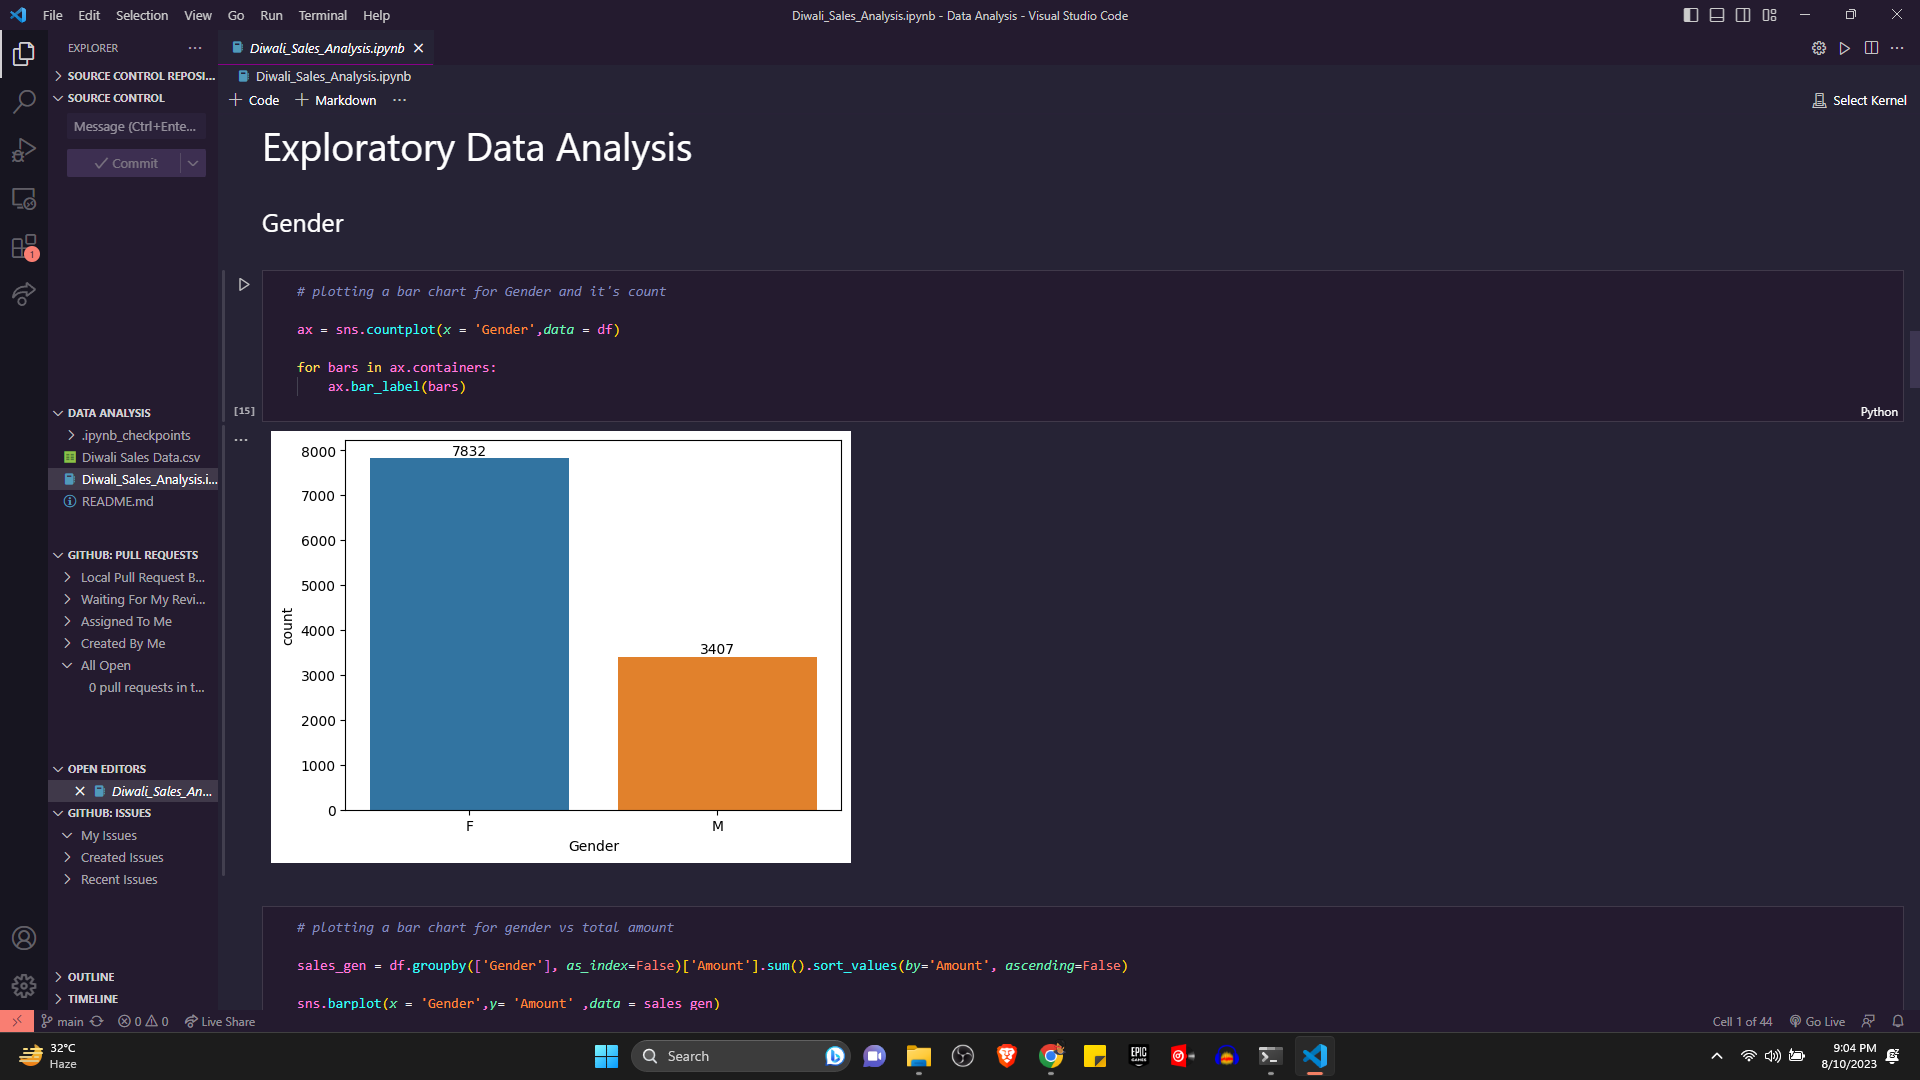 File Edit Selection View Go Run Terminal Help
Diwali_Sales_Analysis.ipynb - Data Analysis - Visual Studio Code
EXPLORER
SOURCE CONTROL REPOSI...
SOURCE CONTROL
Message (Ctrl+Ente...
Commit
1
DATA ANALYSIS
.ipynb_checkpoints
Diwali Sales Data.csv
Diwali_Sales_Analysis.i...
README.md
GITHUB: PULL REQUESTS
Local Pull Request B...
Waiting For My Revi...
Assigned To Me
Created By Me
All Open
0 pull requests in t...
OPEN EDITORS
Diwali_Sales_An...
GITHUB: ISSUES
My Issues
Created Issues
Recent Issues
OUTLINE
TIMELINE
Diwali_Sales_Analysis.ipynb
Diwali_Sales_Analysis.ipynb
Code Markdown
Select Kernel
Exploratory Data Analysis
Gender
# plotting a bar chart for Gender and it's count
ax = sns.countplot(x = 'Gender',data = df)
for bars in ax.containers:
ax.bar_label(bars)
[15]
Python
8000
7000
6000
5000
4000
3000
2000
1000
0
count
7832
3407
F
M
Gender
# plotting a bar chart for gender vs total amount
sales_gen = df.groupby(['Gender'], as_index=False)['Amount'].sum().sort_values(by='Amount', ascending=False)
sns.barplot(x = 'Gender',y= 'Amount' ,data = sales_gen)
main 0 0 Live Share
Cell 1 of 44 Go Live
32°C
Haze
Search
EPIC
GAMES
9:04 PM
8/10/2023